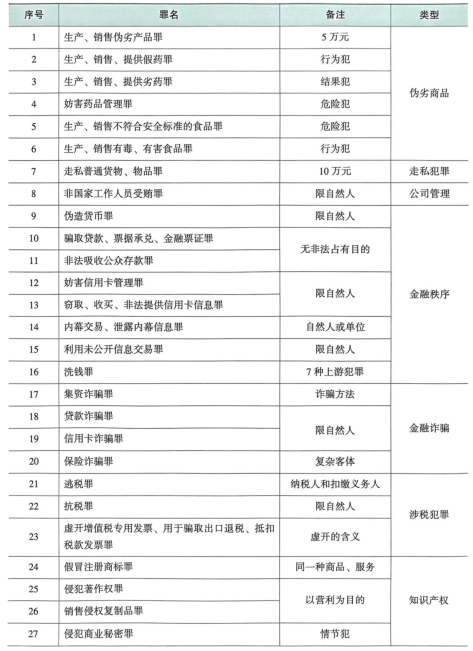 序号 罪名 备注 类型
1 生产、销售伪劣产品罪 5 万元 伪劣商品
2 生产、销售、提供假药罪 行为犯
3 生产、销售、提供劣药罪 结果犯
4 妨害药品管理罪 危险犯
5 生产、销售不符合安全标准的食品罪 危险犯
6 生产、销售有毒、有害食品罪 行为犯
7 走私普通货物、物品罪 10 万元 走私犯罪
8 非国家工作人员受贿罪 限自然人 公司管理
9 伪造货币罪 限自然人 金融秩序
10 骗取贷款、票据承兑、金融票证罪 无非法占有目的
11 非法吸收公众存款罪
12 妨害信用卡管理罪 限自然人
13 窃取、收买、非法提供信用卡信息罪
14 内幕交易、泄露内幕信息罪 自然人或单位
15 利用未公开信息交易罪 限自然人
16 洗钱罪 7 种上游犯罪
17 集资诈骗罪 诈骗方法 金融诈骗
18 贷款诈骗罪 限自然人
19 信用卡诈骗罪
20 保险诈骗罪 复杂客体
21 逃税罪 纳税人和扣缴义务人 涉税犯罪
22 抗税罪 限自然人
23 虚开增值税专用发票、用于骗取出口退税、抵扣
税款发票罪 虚开的含义
24 假冒注册商标罪 同一种商品、服务 知识产权
25 侵犯著作权罪 以营利为目的
26 销售侵权复制品罪
27 侵犯商业秘密罪 情节犯